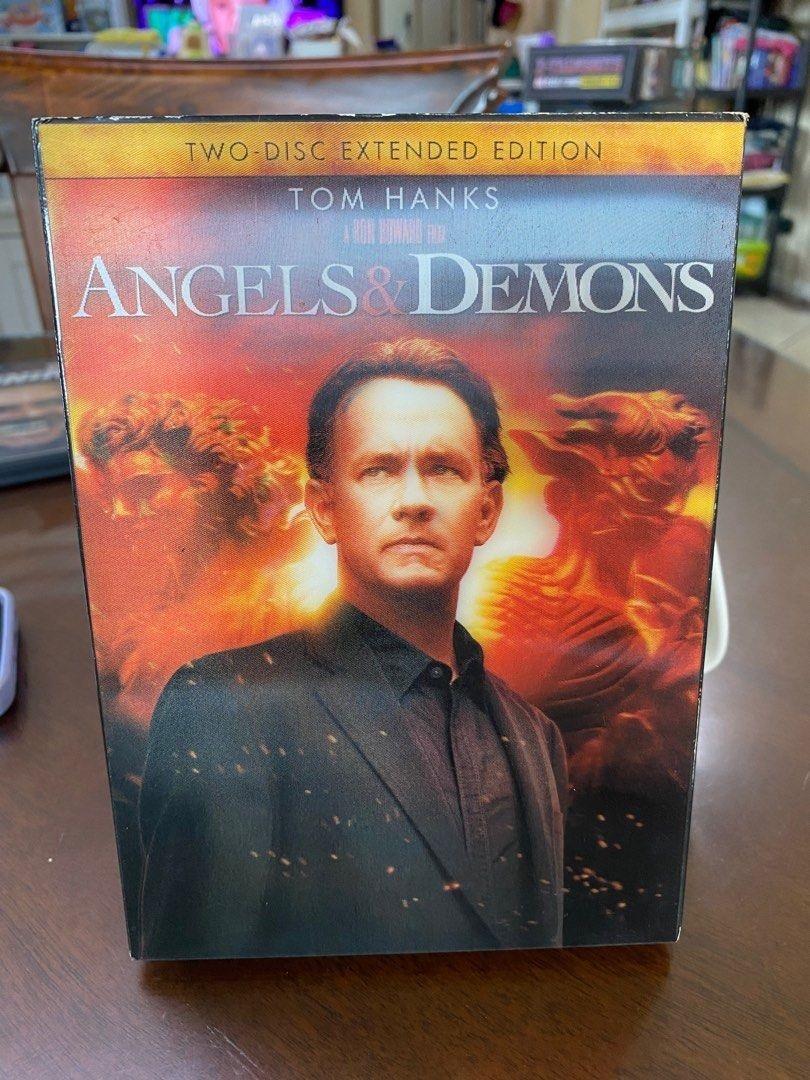 TWO-DISC EXTENDED EDITION
TOM HANKS
A RON HOWARD FILM
ANGELS & DEMONS